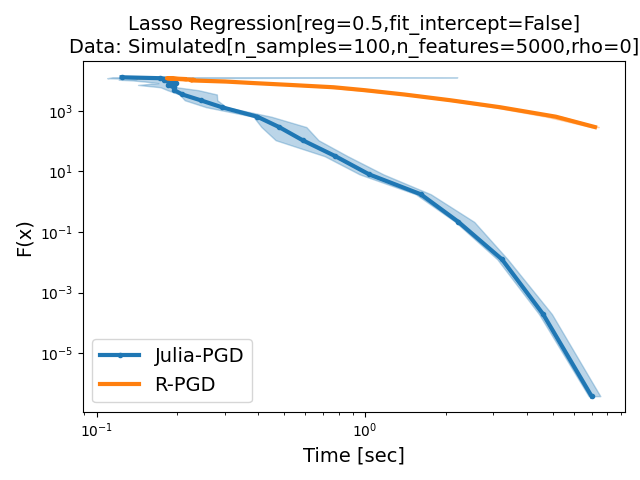 Lasso Regression[reg=0.5,fit_intercept=False]
Data: Simulated[n_samples=100,n_features=5000,rho=0]
F(x)
10³
10¹
10⁻¹
10⁻³
10⁻⁵
Julia-PGD
R-PGD
10⁻¹
10⁰
Time [sec]